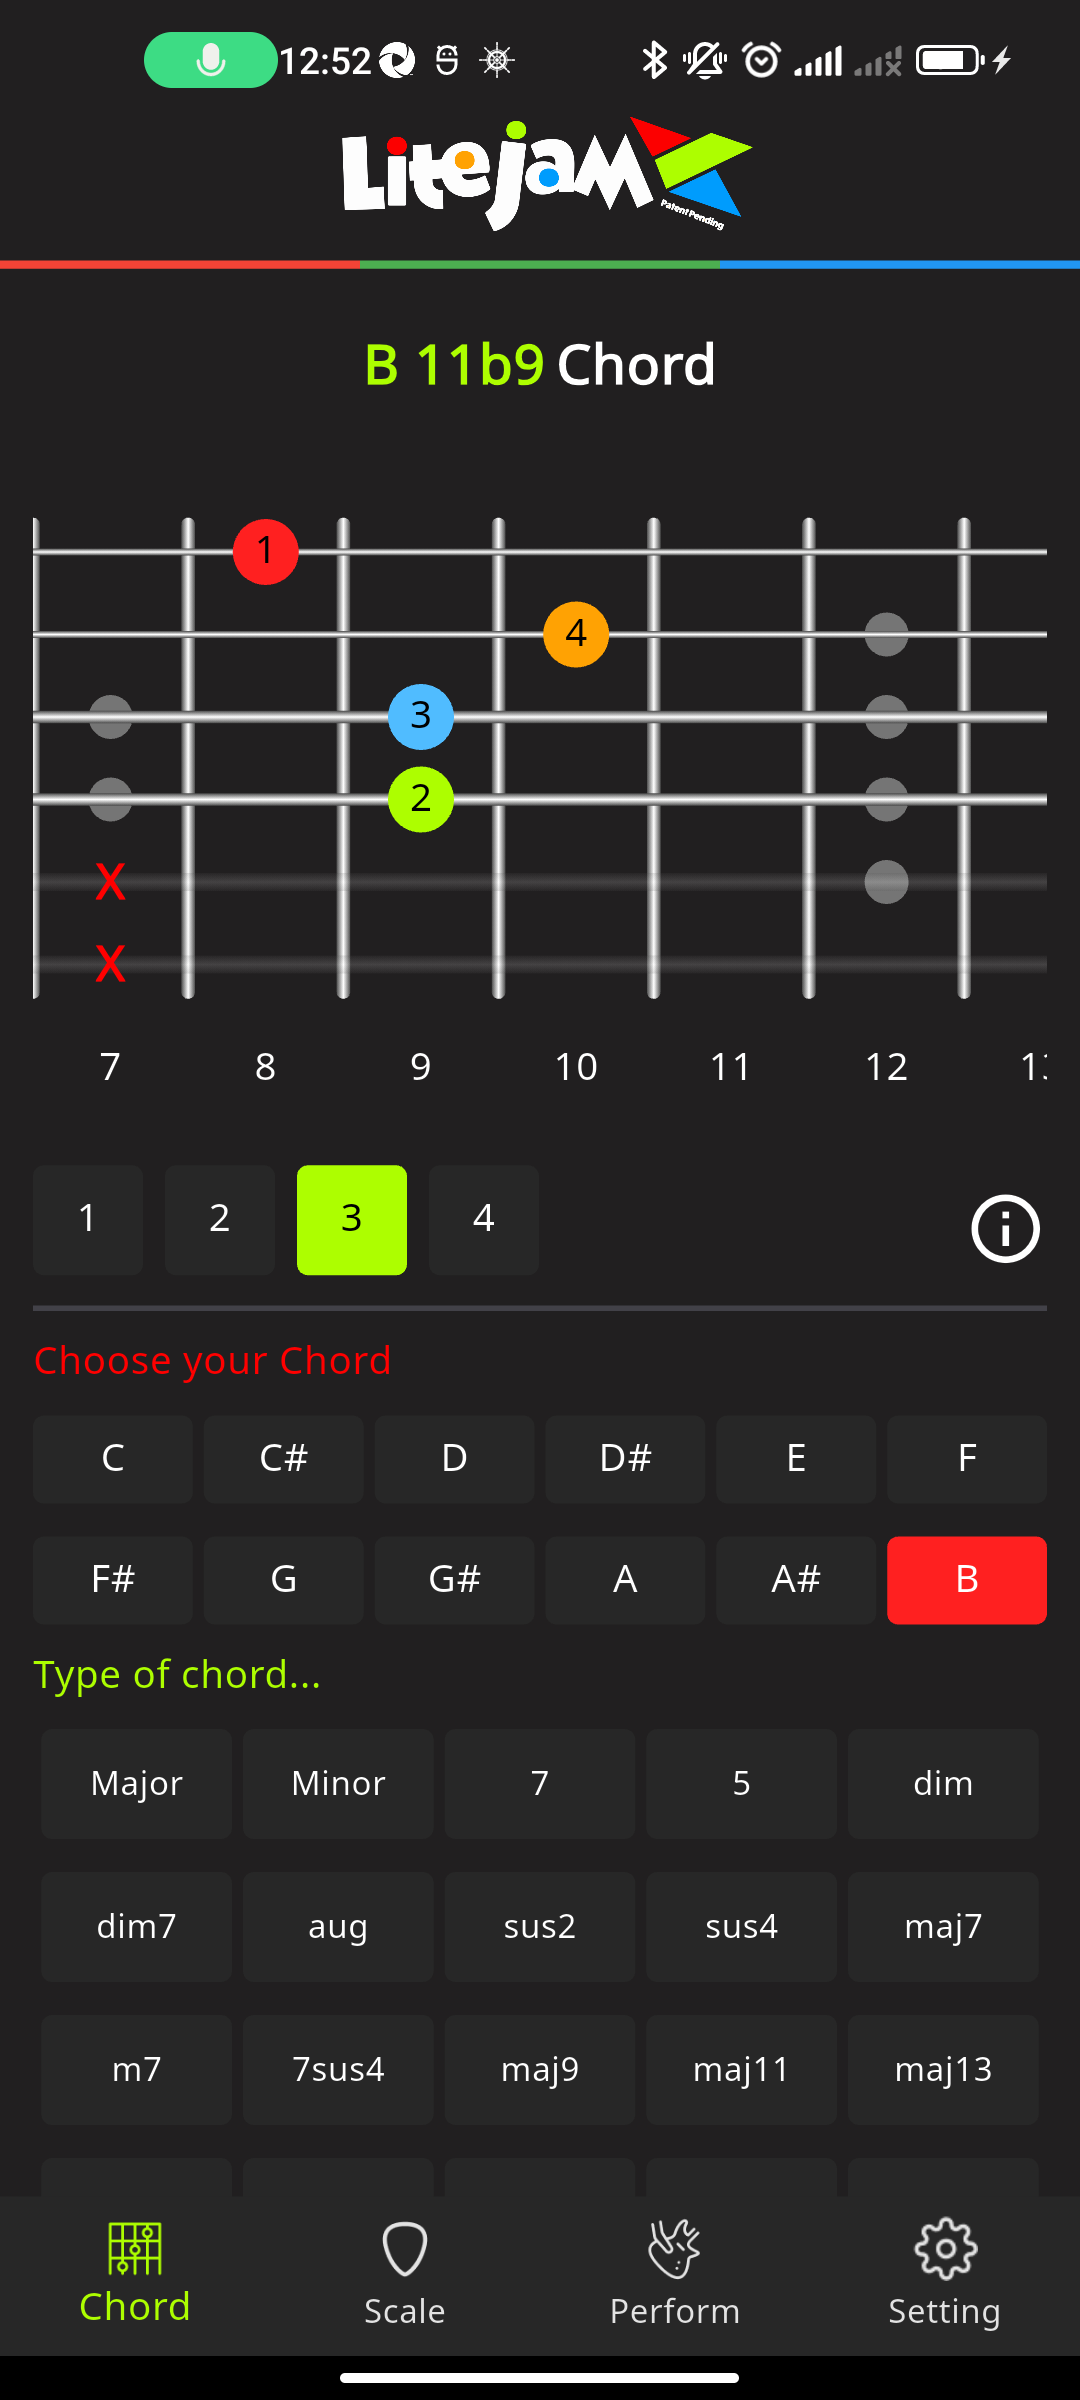 12:52
Litejam
Patent Pending
B 11b9 Chord
1
4
3
2
X
X
7 8 9 10 11 12
1 2 3 4
Choose your Chord
C C# D D# E F
F# G G# A A# B
Type of chord...
Major Minor 7 5 dim
dim7 aug sus2 sus4 maj7
m7 7sus4 maj9 maj11 maj13
Chord Scale Perform Setting